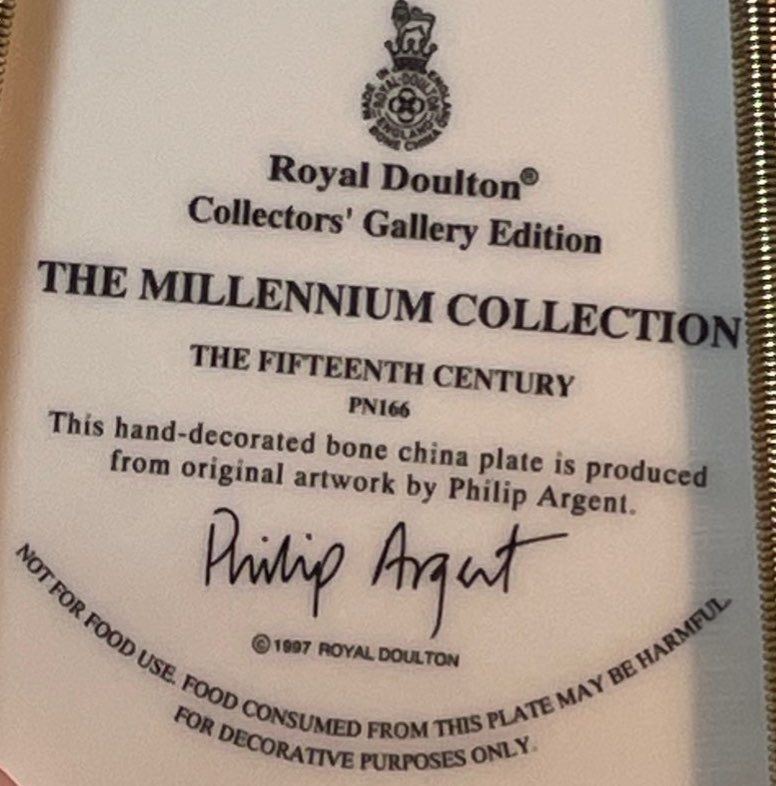 MADE IN ENGLAND
ROYAL·DOULTON
ENGLAND
BONE CHINA
Royal Doulton®
Collectors' Gallery Edition
THE MILLENNIUM COLLECTION
THE FIFTEENTH CENTURY
PN166
This hand-decorated bone china plate is produced
from original artwork by Philip Argent.
Philip Argent
© 1997 ROYAL DOULTON
NOT FOR FOOD USE. FOOD CONSUMED FROM THIS PLATE MAY BE HARMFUL.
FOR DECORATIVE PURPOSES ONLY.